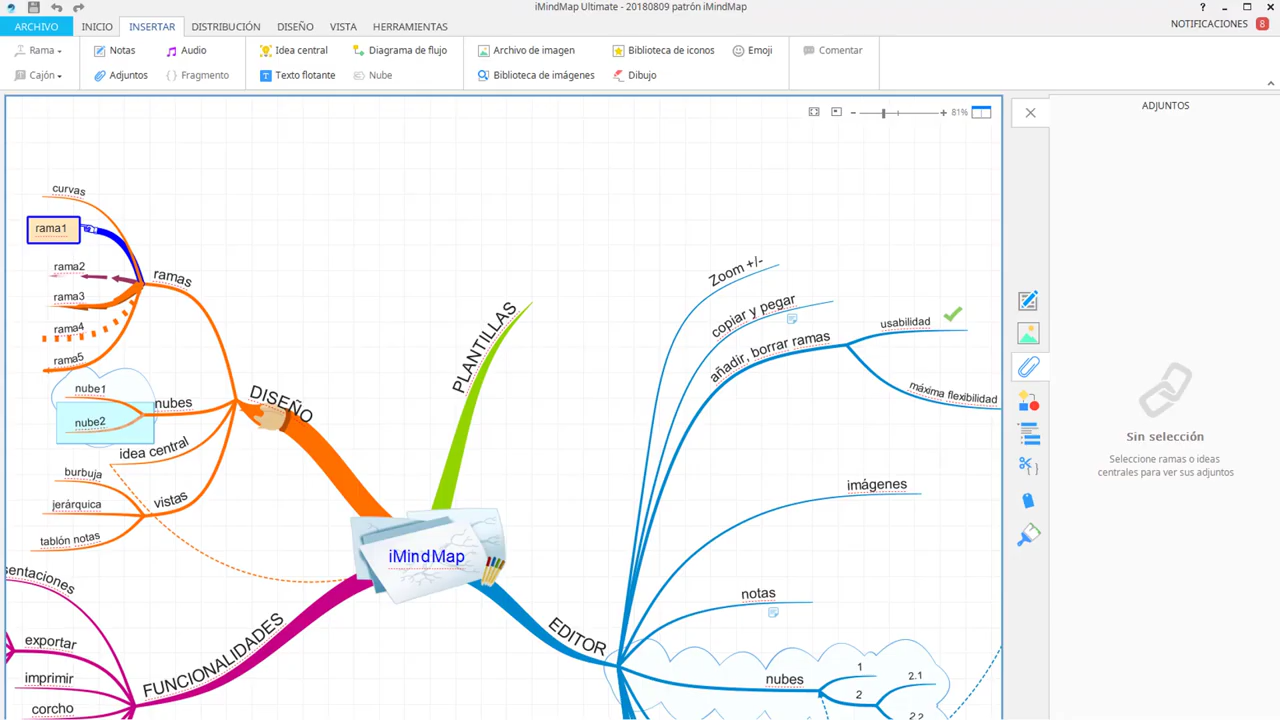 iMindMap Ultimate - 20180809 patrón iMindMap
?
ARCHIVO
INICIO
INSERTAR
DISTRIBUCIÓN
DISEÑO
VISTA
HERRAMIENTAS
NOTIFICACIONES 8
Rama
Notas
Audio
Idea central
Diagrama de flujo
Archivo de imagen
Biblioteca de iconos
Emoji
Comentar
Cajón
Adjuntos
Fragmento
Texto flotante
Nube
Biblioteca de imágenes
Dibujo
81%
ADJUNTOS
Sin selección
Seleccione ramas o ideas
centrales para ver sus adjuntos
curvas
rama1
rama2
rama3
rama4
rama5
ramas
nube1
nube2
nubes
idea central
burbuja
jerárquica
tablón notas
vistas
DISEÑO
PLANTILLAS
iMindMap
sentaciones
exportar
imprimir
corcho
FUNCIONALIDADES
EDITOR
Zoom +/-
copiar y pegar
añadir, borrar ramas
usabilidad
máxima flexibilidad
imágenes
notas
nubes
1
2
2.1
2.2